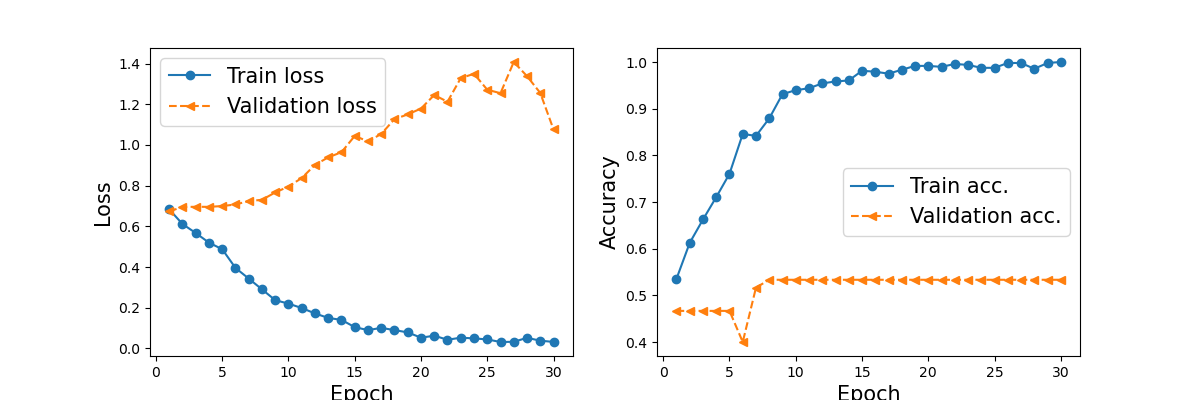 Train loss
Validation loss
Loss
1.4
1.2
1.0
0.8
0.6
0.4
0.2
0.0
0 5 10 15 20 25 30
Epoch
Train acc.
Validation acc.
Accuracy
1.0
0.9
0.8
0.7
0.6
0.5
0.4
0 5 10 15 20 25 30
Epoch